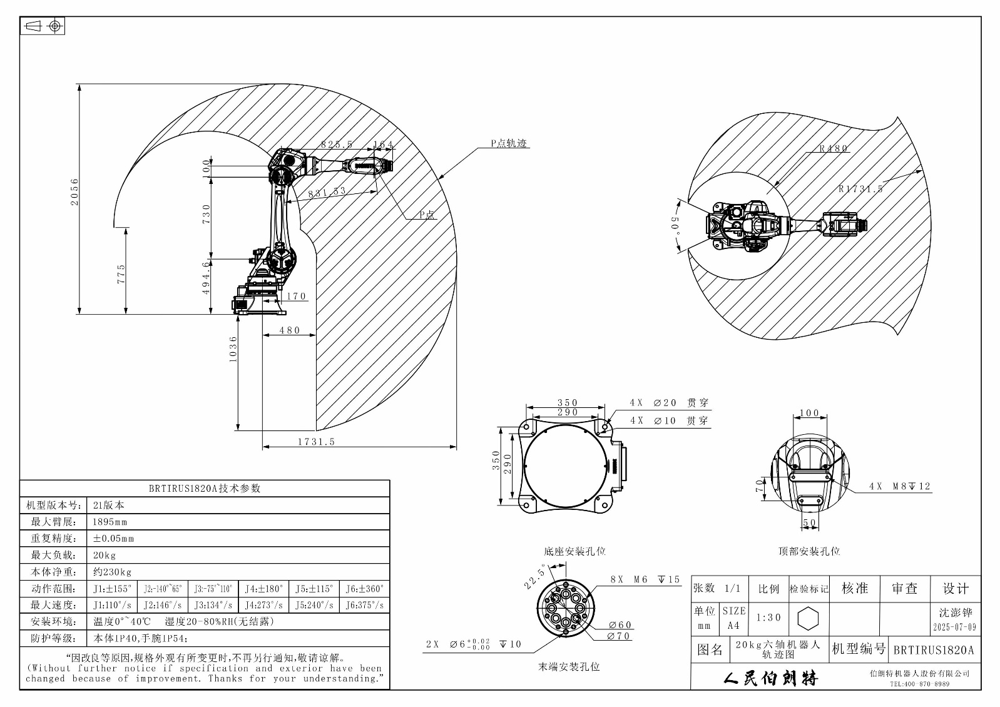 2056
775
100
730
494.6
825.5
164
831.53
P点
P点轨迹
170
480
1036
1731.5
R480
R1731.5
50°
350
290
350
290
4X ∅20 贯穿
4X ∅10 贯穿
底座安装孔位
100
70
50
4X M8↧12
顶部安装孔位
22.5°
8X M6 ↧15
∅60
∅70
2X ∅6+0.02 -0.00 ↧10
末端安装孔位
BRTIRUS1820A技术参数
机型版本号: 21版本
最大臂展: 1895mm
重复精度: ±0.05mm
最大负载: 20kg
本体净重: 约230kg
动作范围: J1:±155° J2:-140°~65° J3:-75°~110° J4:±180° J5:±115° J6:±360°
最大速度: J1:110°/s J2:146°/s J3:134°/s J4:273°/s J5:240°/s J6:375°/s
安装环境: 温度0°~40℃ 湿度20-80%RH(无结露)
防护等级: 本体IP40,手腕IP54;
“因改良等原因,规格外观有所变更时,不再另行通知,敬请谅解。
(Without further notice if specification and exterior have been
changed because of improvement. Thanks for your understanding.”
张数 1/1 比例 检验标记 核准 审查 设计
单位 mm SIZE A4 1:30 沈澎铧 2025-07-09
图名 20kg六轴机器人轨迹图 机型编号 BRTIRUS1820A
人民伯朗特 伯朗特机器人股份有限公司
TEL:400-870-8989